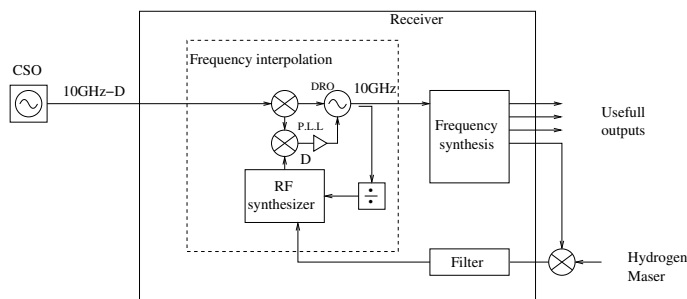 Receiver
Frequency interpolation
CSO
10GHz-D
DRO
10GHz
P.L.L
D
RF
synthesizer
÷
Frequency
synthesis
Usefull
outputs
Filter
Hydrogen
Maser